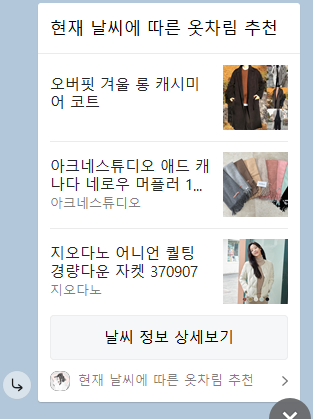 현재 날씨에 따른 옷차림 추천
오버핏 겨울 롱 캐시미
어 코트
아크네스튜디오 애드 캐
나다 네로우 머플러 1...
아크네스튜디오
지오다노 어니언 퀄팅
경량다운 자켓 370907
지오다노
날씨 정보 상세보기
현재 날씨에 따른 옷차림 추천